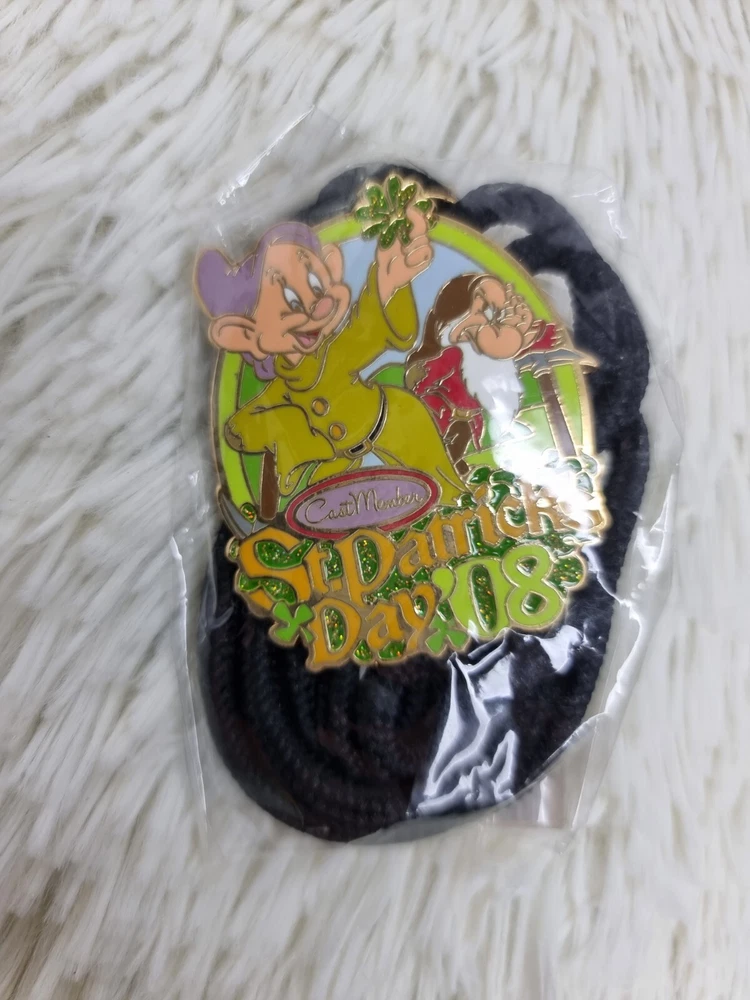 Cast Member
St. Patrick's
Day '08